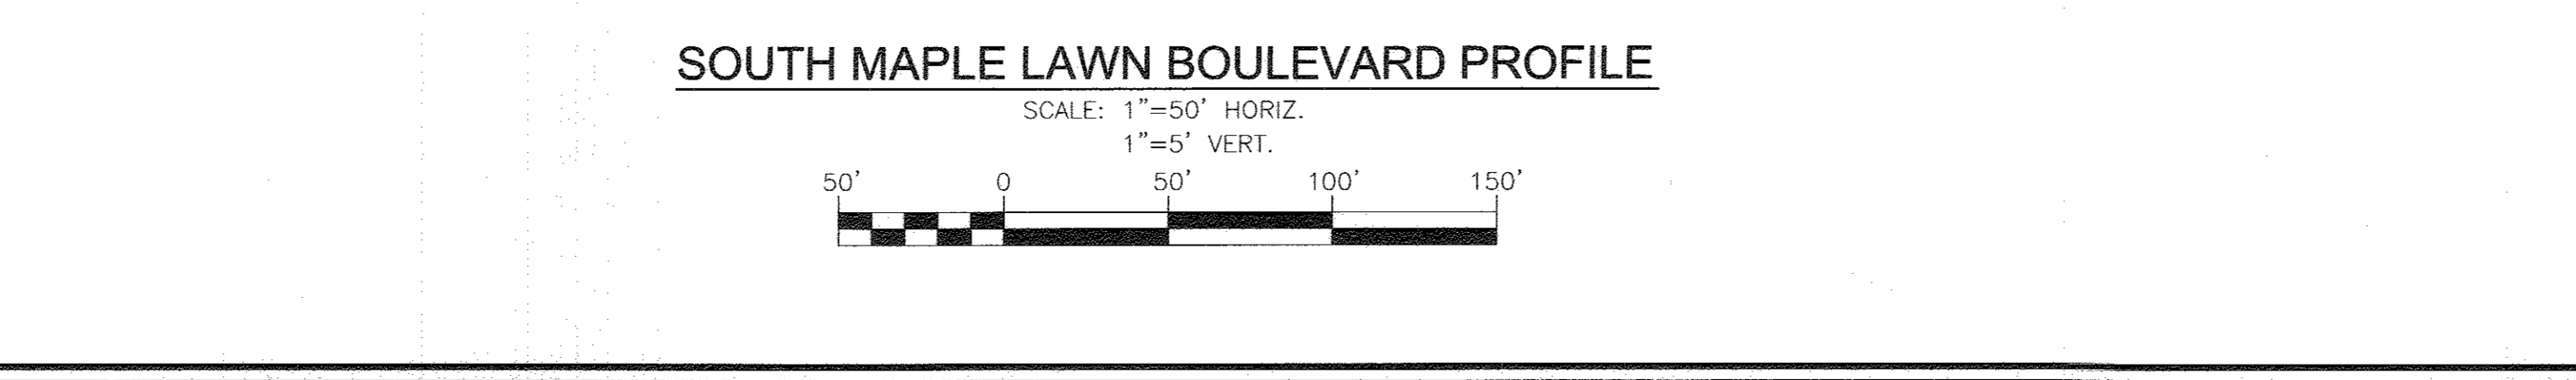 SOUTH MAPLE LAWN BOULEVARD PROFILE
SCALE: 1"=50' HORIZ.
1"=5' VERT.
50' 0 50' 100' 150'